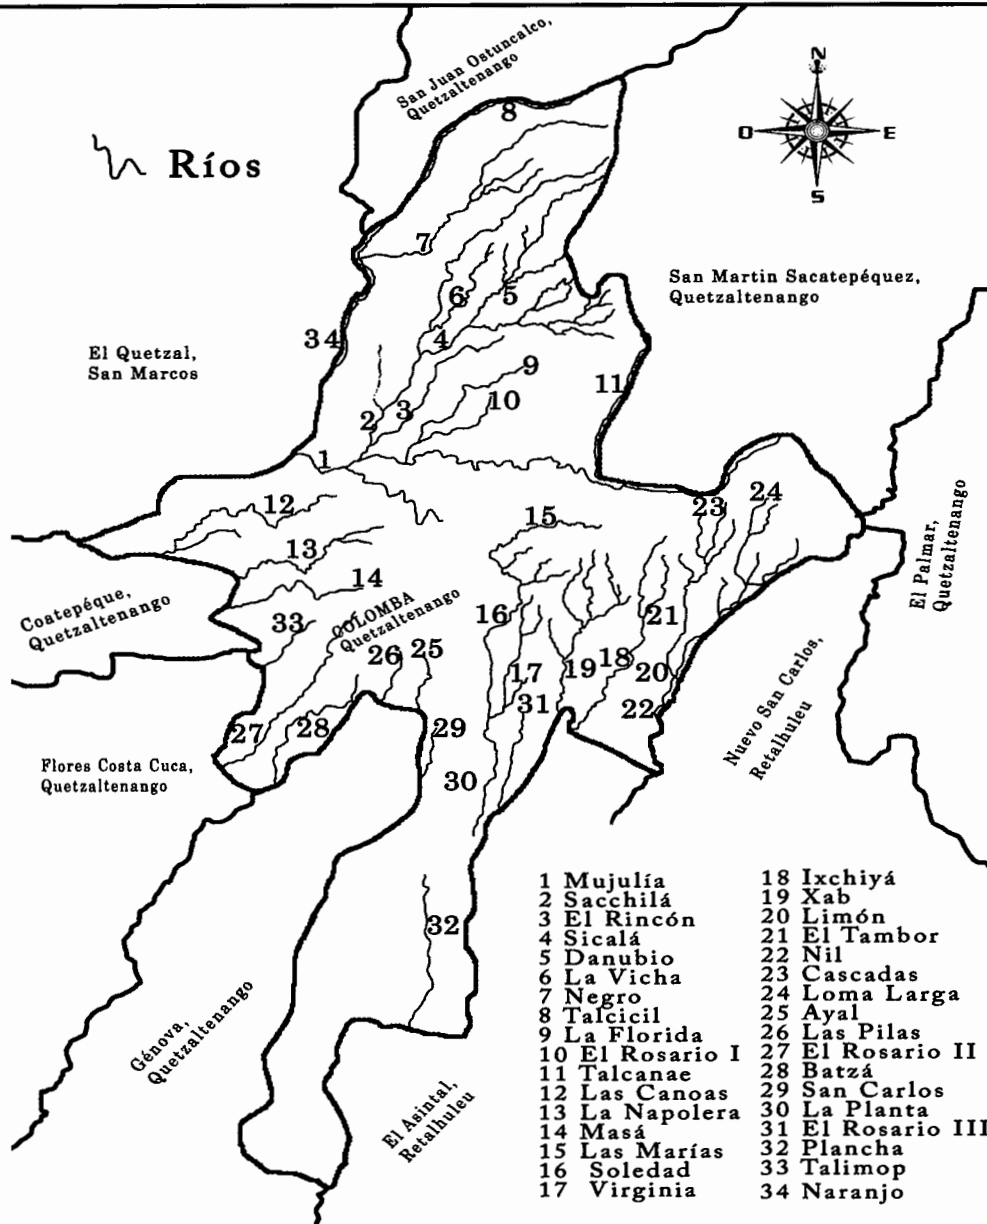 San Juan Ostuncalco,
Quetzaltenango
N
O
E
S
Ríos
8
7
San Martin Sacatepéquez,
Quetzaltenango
6
5
34
4
El Quetzal,
San Marcos
9
11
10
2
3
1
12
24
23
15
13
El Palmar,
Quetzaltenango
14
Coatepéque,
Quetzaltenango
COLOMBA
Quetzaltenango
33
16
21
26
25
17
19
18
20
31
22
Nuevo San Carlos,
Retalhuleu
27
28
29
Flores Costa Cuca,
Quetzaltenango
30
32
Génova,
Quetzaltenango
El Asintal,
Retalhuleu
1 Mujulía
2 Sacchilá
3 El Rincón
4 Sicalá
5 Danubio
6 La Vicha
7 Negro
8 Talcicil
9 La Florida
10 El Rosario I
11 Talcanae
12 Las Canoas
13 La Napolera
14 Masá
15 Las Marías
16 Soledad
17 Virginia
18 Ixchiyá
19 Xab
20 Limón
21 El Tambor
22 Nil
23 Cascadas
24 Loma Larga
25 Ayal
26 Las Pilas
27 El Rosario II
28 Batzá
29 San Carlos
30 La Planta
31 El Rosario III
32 Plancha
33 Talimop
34 Naranjo